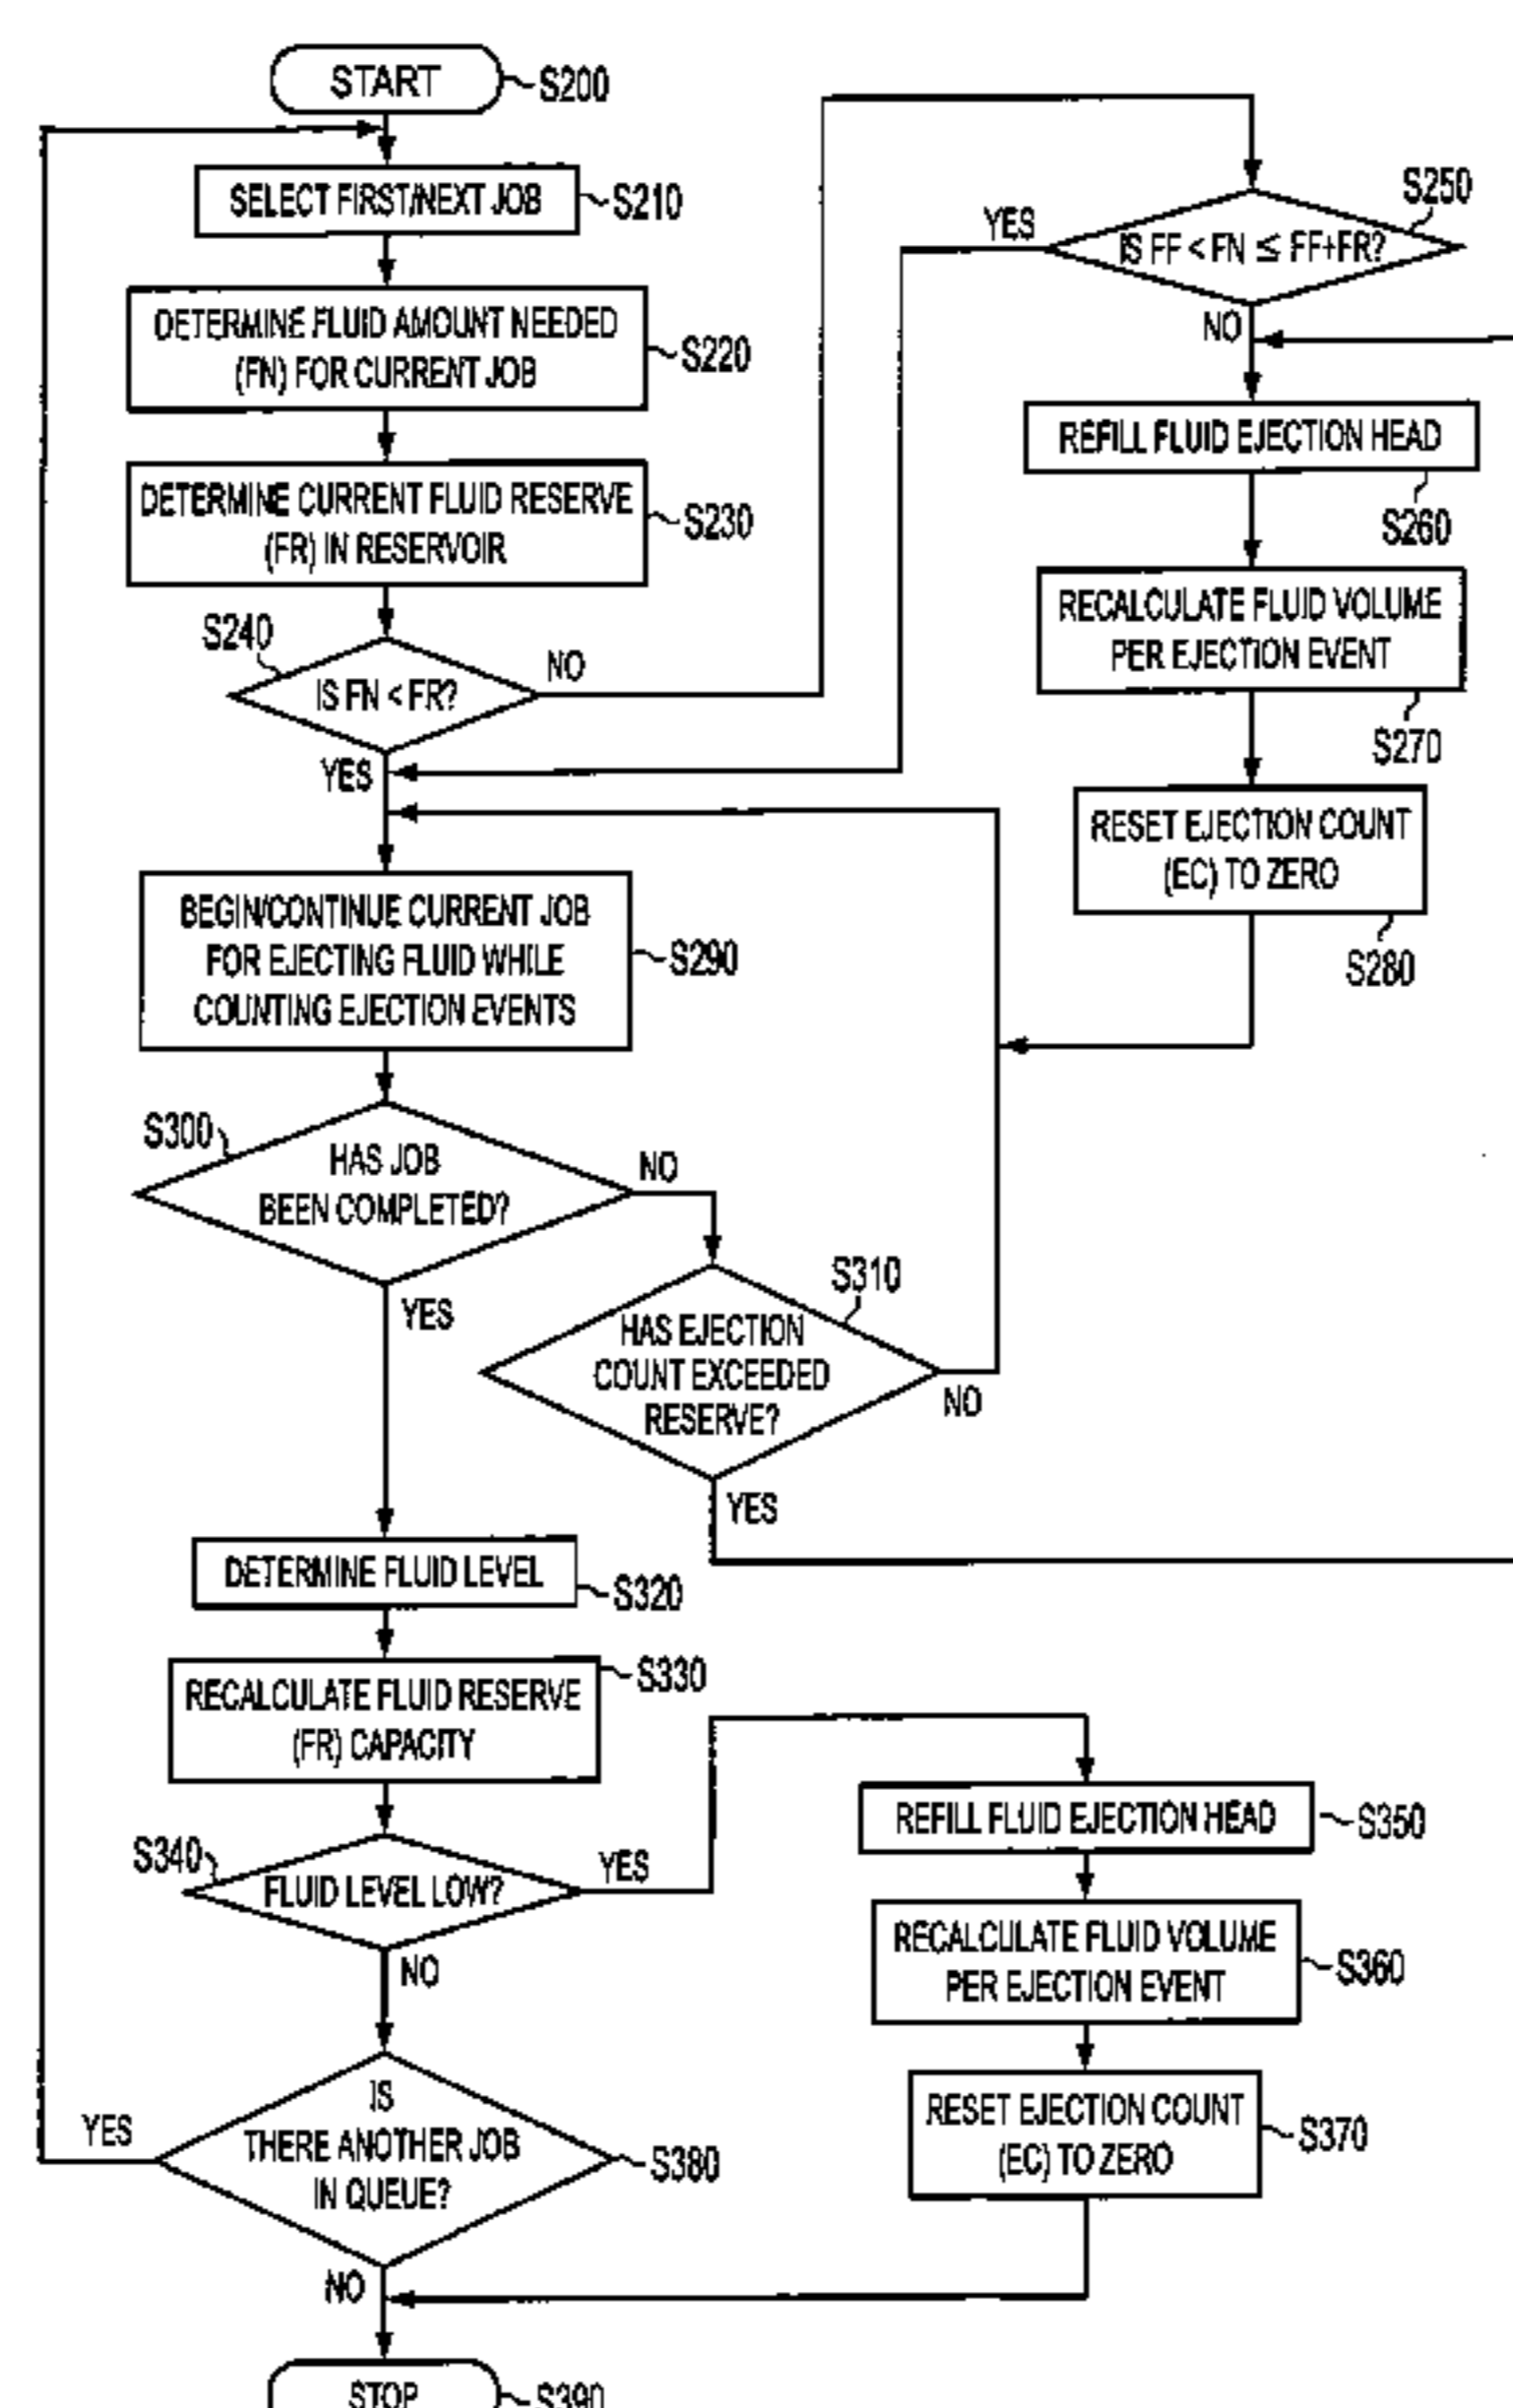 START
S200
SELECT FIRST/NEXT JOB
S210
DETERMINE FLUID AMOUNT NEEDED
(FN) FOR CURRENT JOB
S220
DETERMINE CURRENT FLUID RESERVE
(FR) IN RESERVOIR
S230
S240
IS FN < FR?
NO
YES
S250
IS FF < FN ≤ FF+FR?
YES
NO
REFILL FLUID EJECTION HEAD
S260
RECALCULATE FLUID VOLUME
PER EJECTION EVENT
S270
RESET EJECTION COUNT
(EC) TO ZERO
S280
BEGIN/CONTINUE CURRENT JOB
FOR EJECTING FLUID WHILE
COUNTING EJECTION EVENTS
S290
S300
HAS JOB
BEEN COMPLETED?
NO
YES
S310
HAS EJECTION
COUNT EXCEEDED
RESERVE?
NO
YES
DETERMINE FLUID LEVEL
S320
RECALCULATE FLUID RESERVE
(FR) CAPACITY
S330
S340
FLUID LEVEL LOW?
YES
NO
REFILL FLUID EJECTION HEAD
S350
RECALCULATE FLUID VOLUME
PER EJECTION EVENT
S360
RESET EJECTION COUNT
(EC) TO ZERO
S370
IS
THERE ANOTHER JOB
IN QUEUE?
S380
YES
NO
STOP
S390